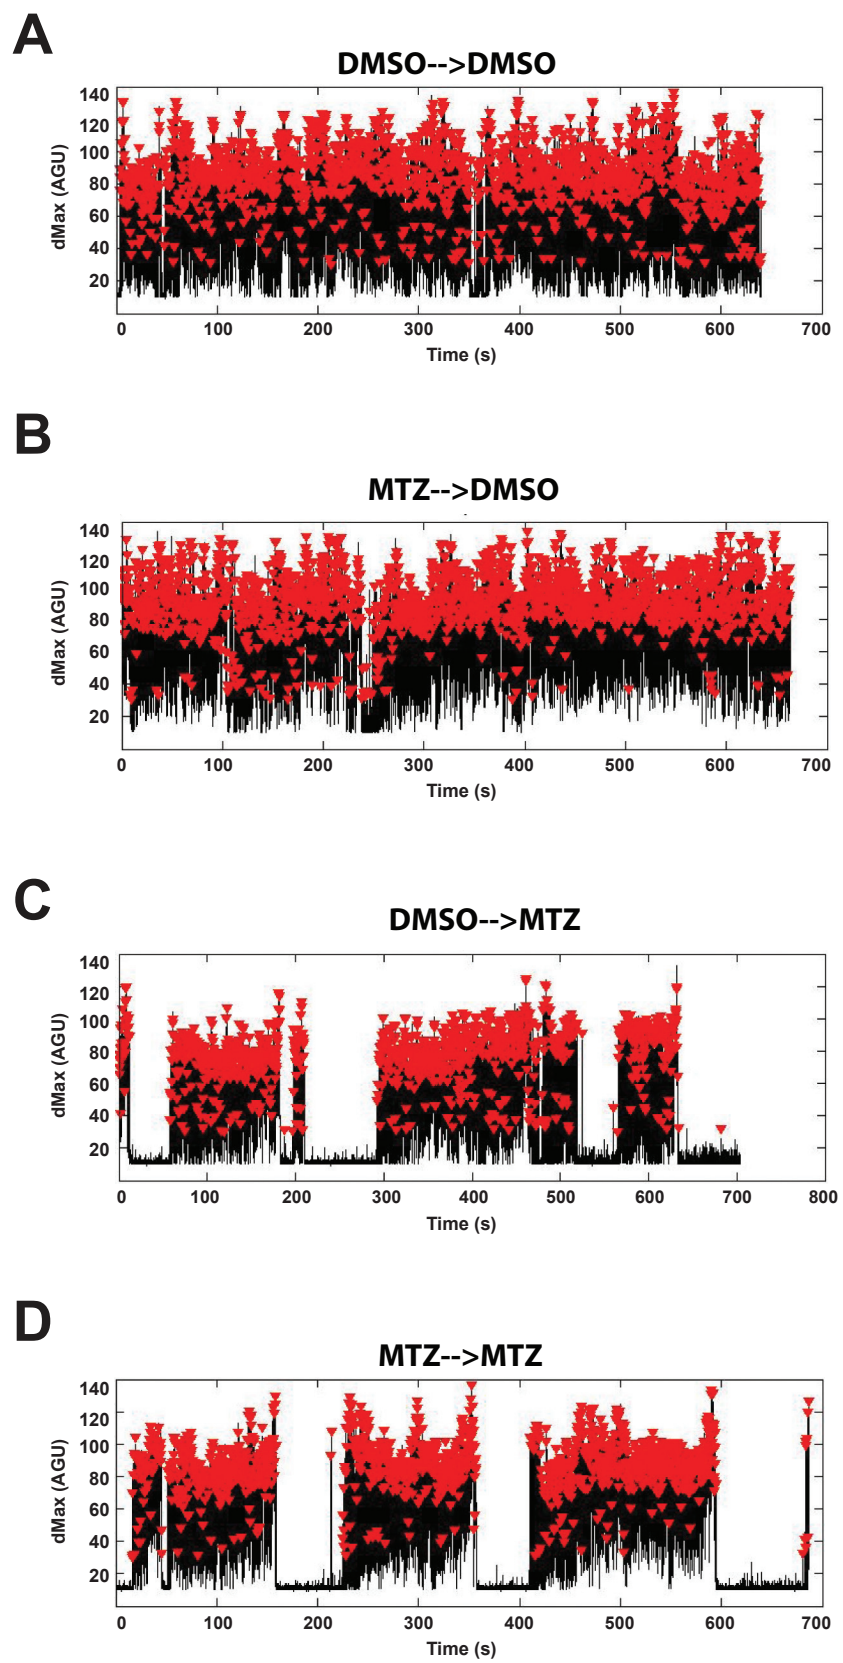 A
DMSO-->DMSO
140
120
100
80
60
40
20
dMax (AGU)
0 100 200 300 400 500 600 700
Time (s)
B
MTZ-->DMSO
140
120
100
80
60
40
20
dMax (AGU)
0 100 200 300 400 500 600 700
Time (s)
C
DMSO-->MTZ
140
120
100
80
60
40
20
dMax (AGU)
0 100 200 300 400 500 600 700 800
Time (s)
D
MTZ-->MTZ
140
120
100
80
60
40
20
dMax (AGU)
0 100 200 300 400 500 600 700
Time (s)